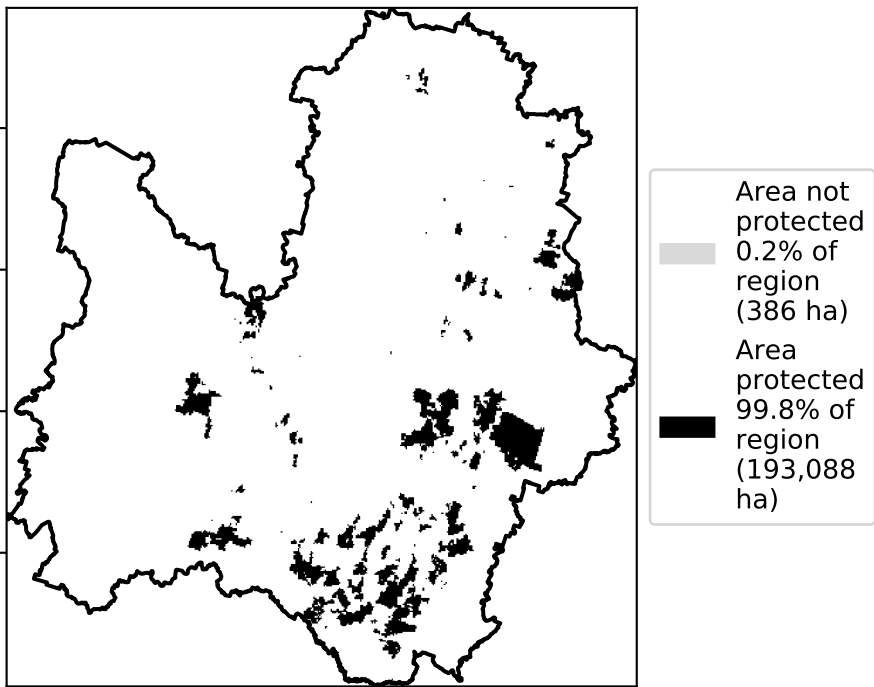 Area not
protected
0.2% of
region
(386 ha)
Area
protected
99.8% of
region
(193,088
ha)